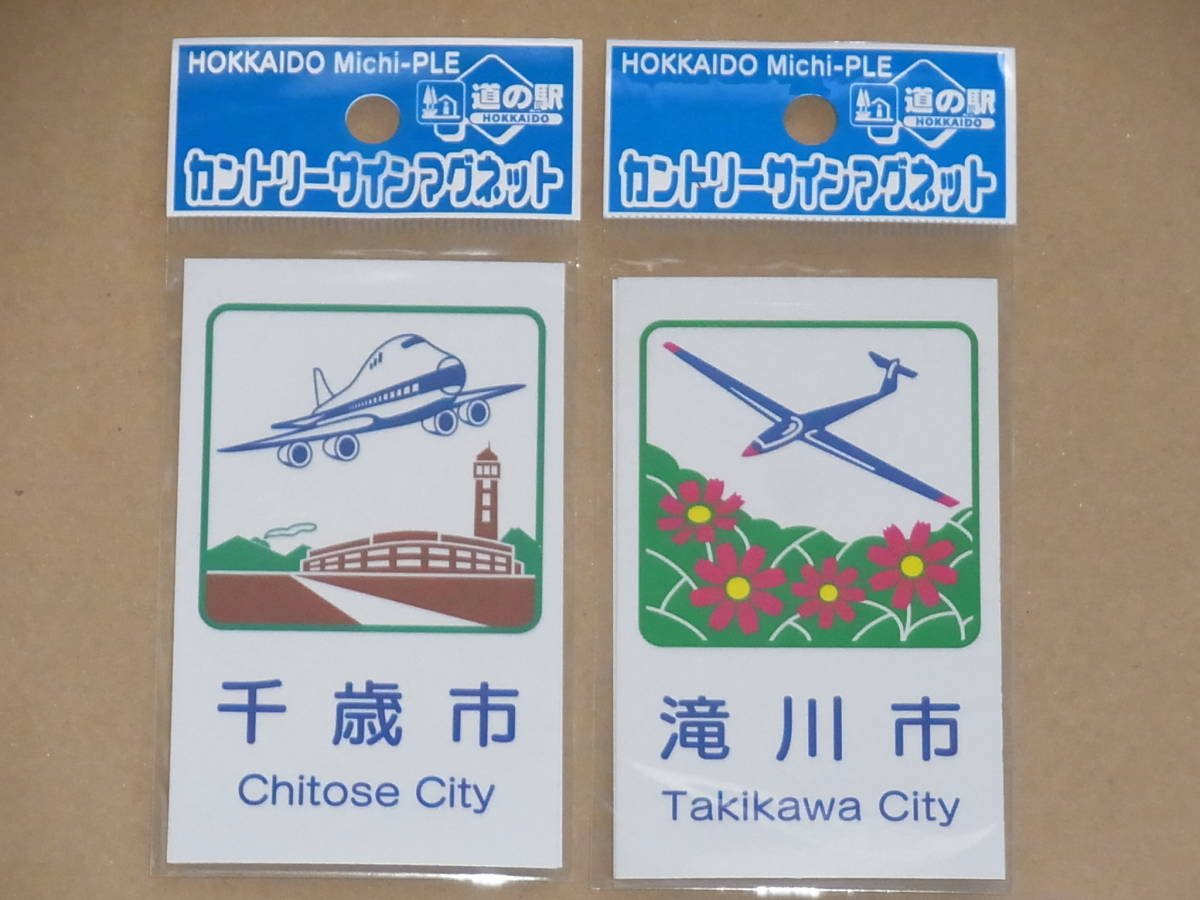 HOKKAIDO Michi-PLE
道の駅
HOKKAIDO
カントリーサインマグネット
千歳市
Chitose City
HOKKAIDO Michi-PLE
道の駅
HOKKAIDO
カントリーサインマグネット
滝川市
Takikawa City